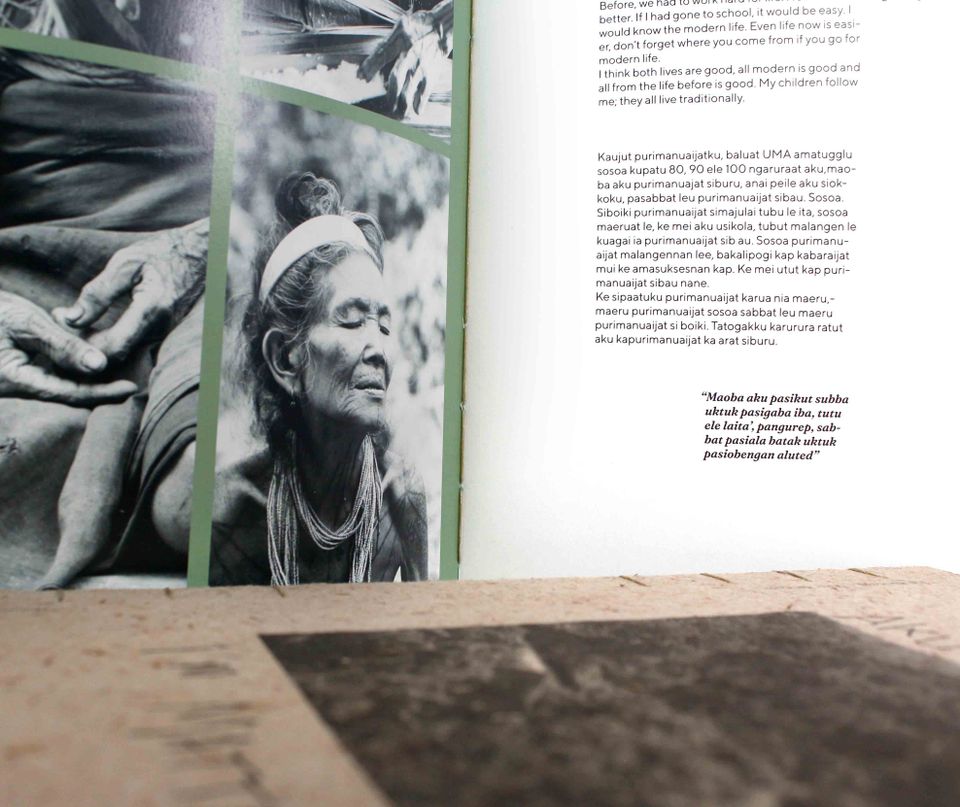 Before, we had to work hard for
better. If I had gone to school, it would be easy. I
would know the modern life. Even life now is easi-
er, don't forget where you come from if you go for
modern life.
I think both lives are good, all modern is good and
all from the life before is good. My children follow
me; they all live traditionally.
Kaujut purimanuaijatku, baluat UMA amatugglu
sosoa kupatu 80, 90 ele 100 ngaruraat aku,mao-
ba aku purimanuajat siburu, anai peile aku siok-
koku, pasabbat leu purimanuaijat sibau. Sosoa.
Siboiki purimanuaijat simajulai tubu le ita, sosoa
maeruat le, ke mei aku usikola, tubut malangen le
kuagai ia purimanuaijat sib au. Sosoa purimanu-
aijat malangennan lee, bakalipogi kap kabaraijat
mui ke amasuksesnan kap. Ke mei utut kap puri-
manuaijat sibau nane.
Ke sipaatuku purimanuaijat karua nia maeru,-
maeru purimanuaijat sosoa sabbat leu maeru
purimanuaijat si boiki. Tatogakku karurura ratut
aku kapurimanuaijat ka arat siburu.
“Maoba aku pasikut subba
uktuk pasigaba iba, tutu
ele laita’, pangurep, sab-
bat pasiala batak uktuk
pasiobengan aluted”